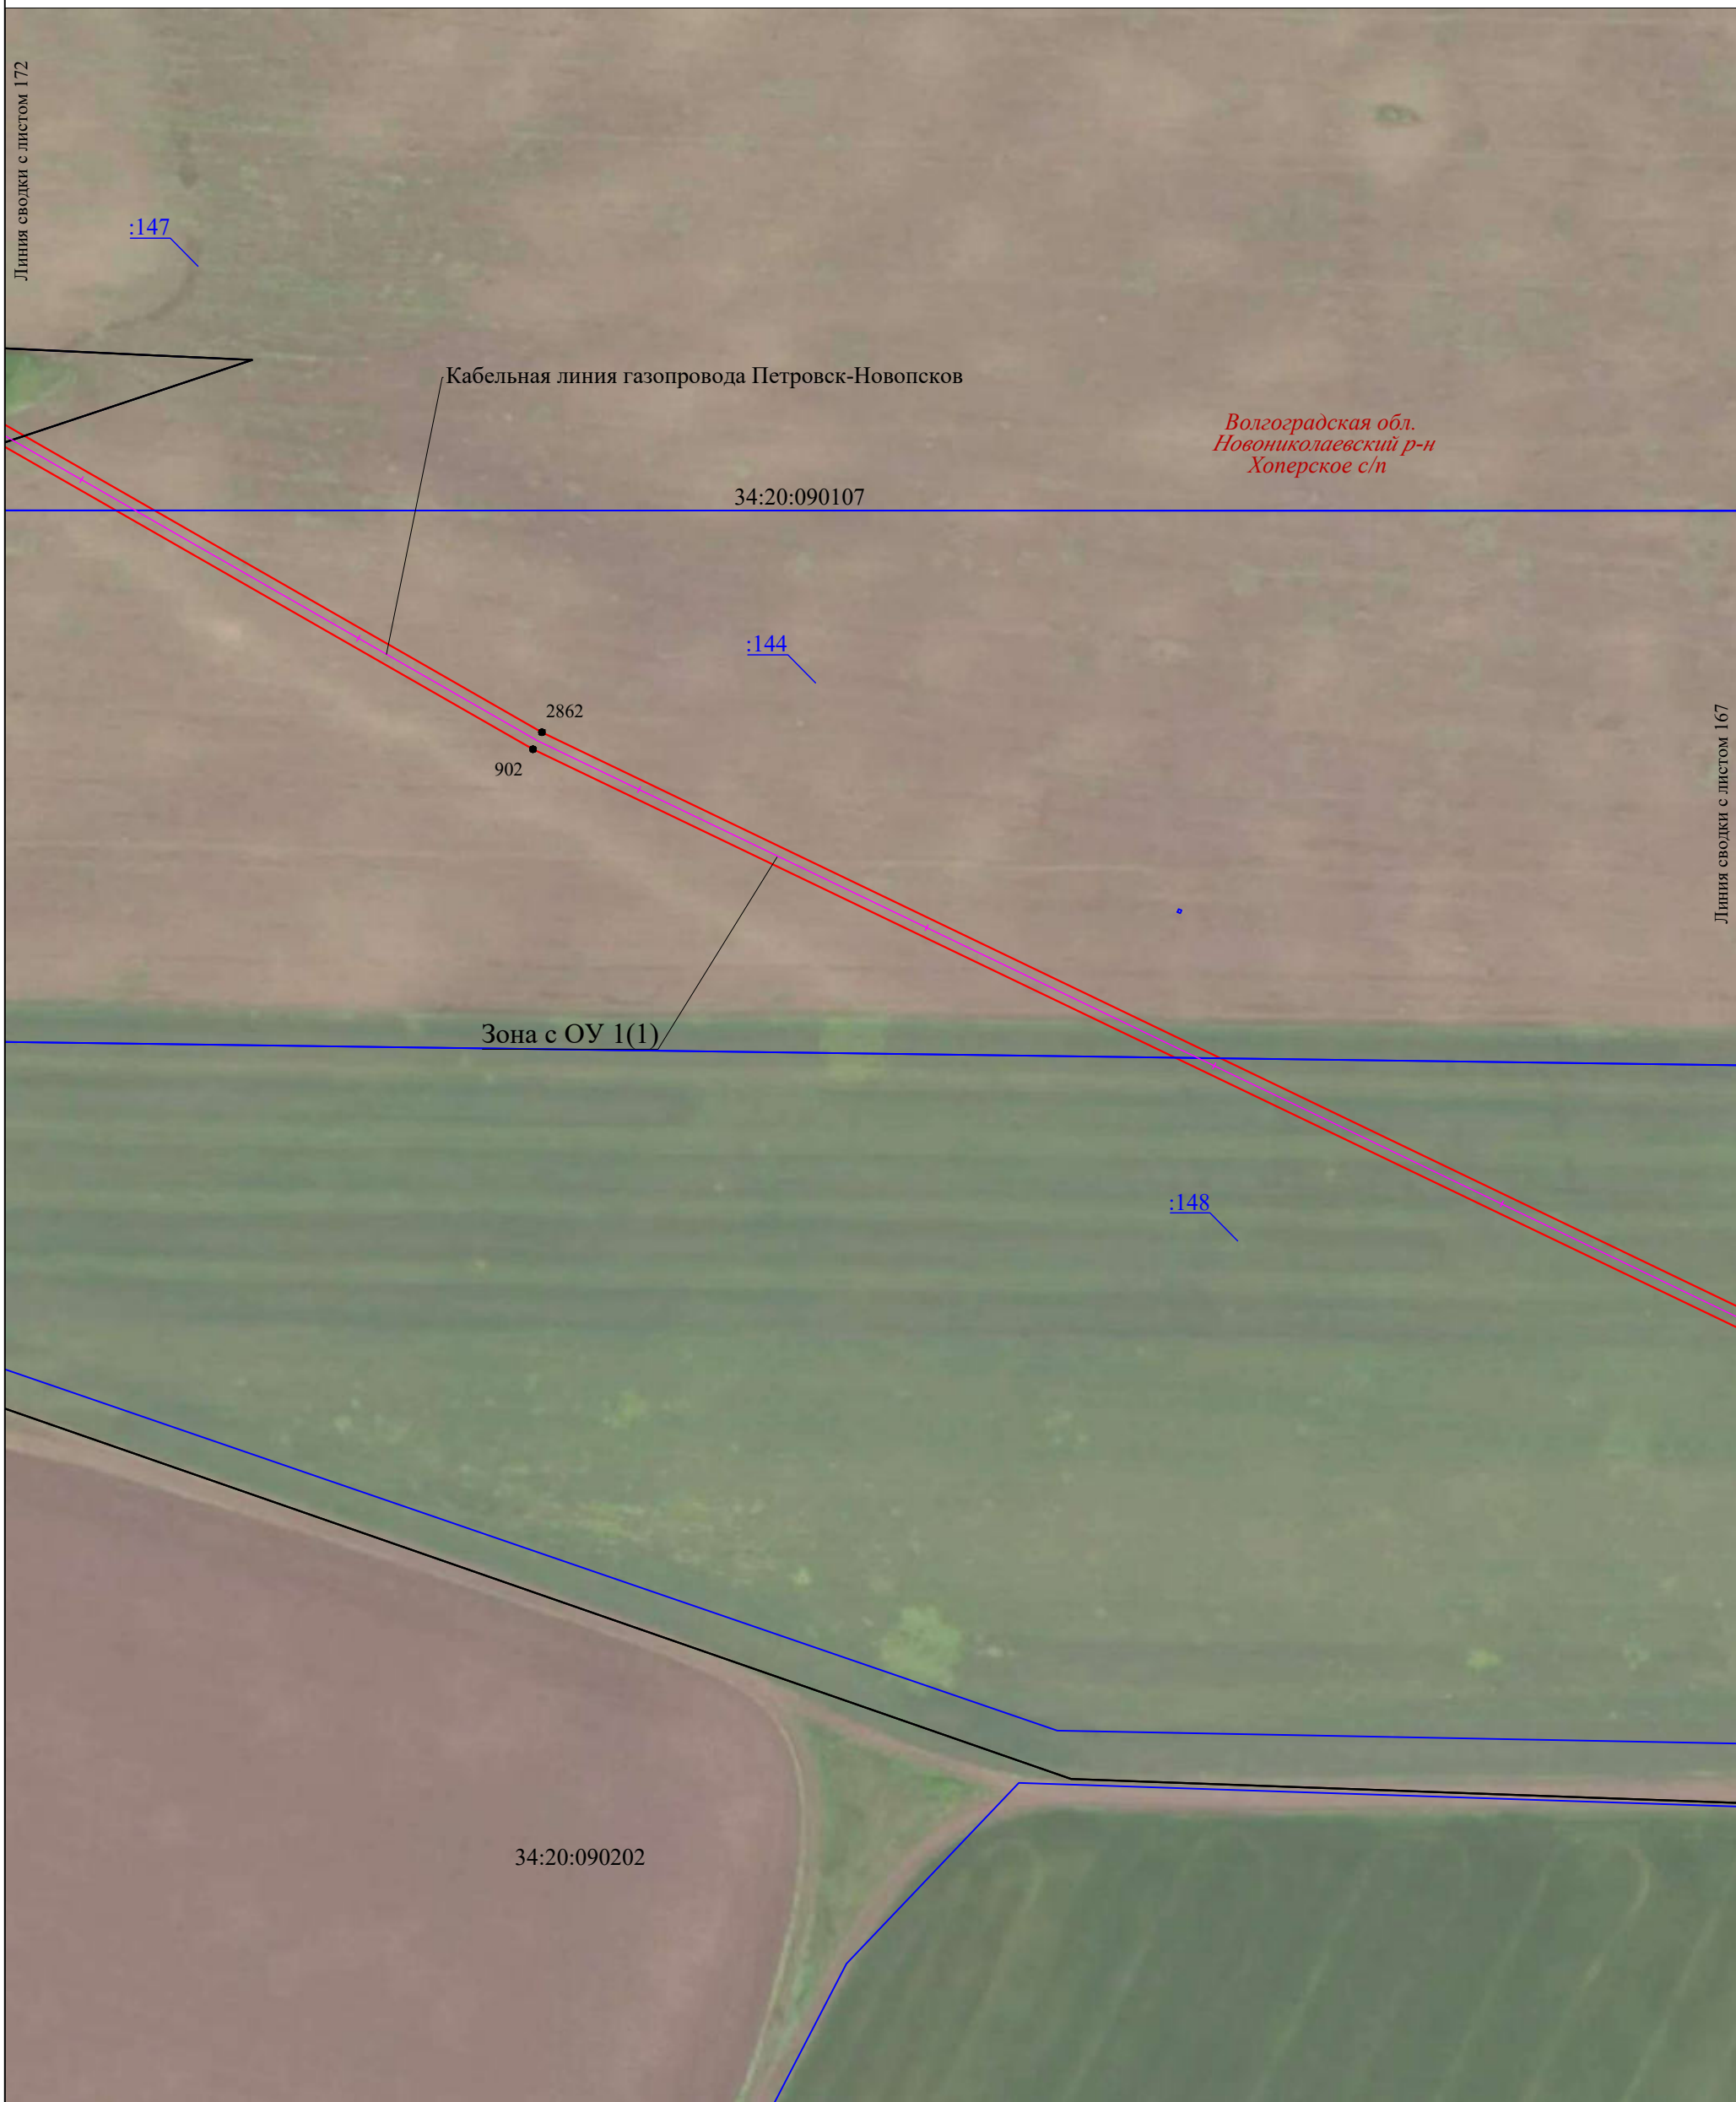 Линия сводки с листом 172
:147
Кабельная линия газопровода Петровск-Новопсков
Волгоградская обл.
Новониколаевский р-н
Хоперское с/п
34:20:090107
:144
2862
902
Линия сводки с листом 167
Зона с ОУ 1(1)
:148
34:20:090202